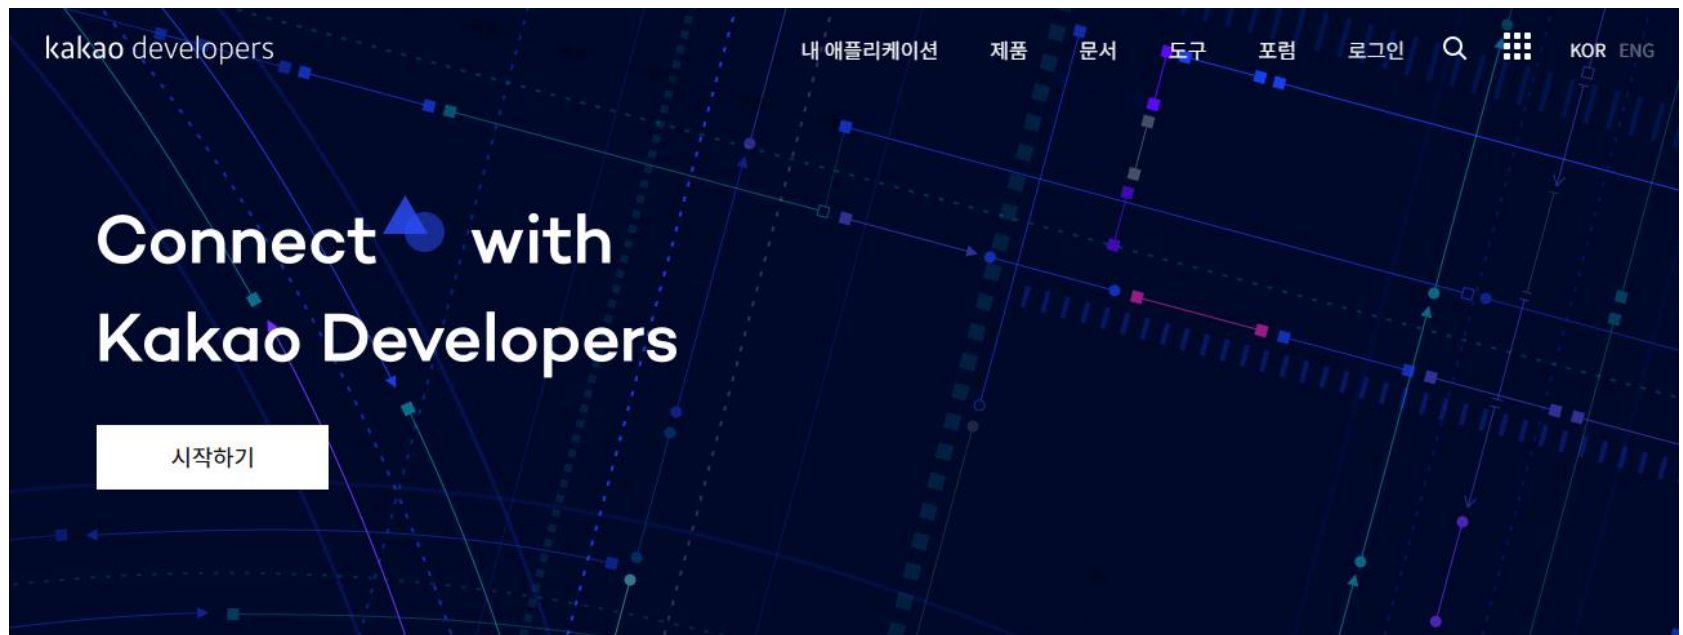 kakao developers 내 애플리케이션 제품 문서 도구 포럼 로그인 KOR ENG
Connect with
Kakao Developers
시작하기